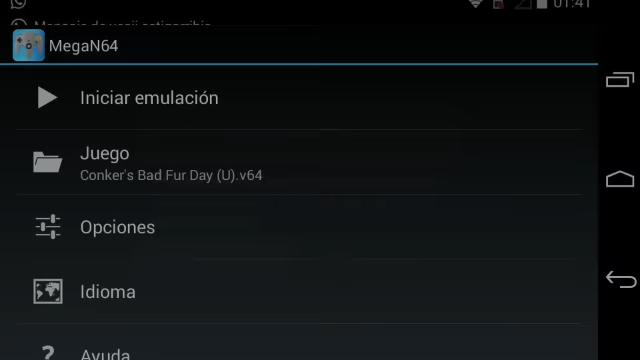 01:41
MegaN64
Iniciar emulación
Juego
Conker's Bad Fur Day (U).v64
Opciones
Idioma
Ayuda